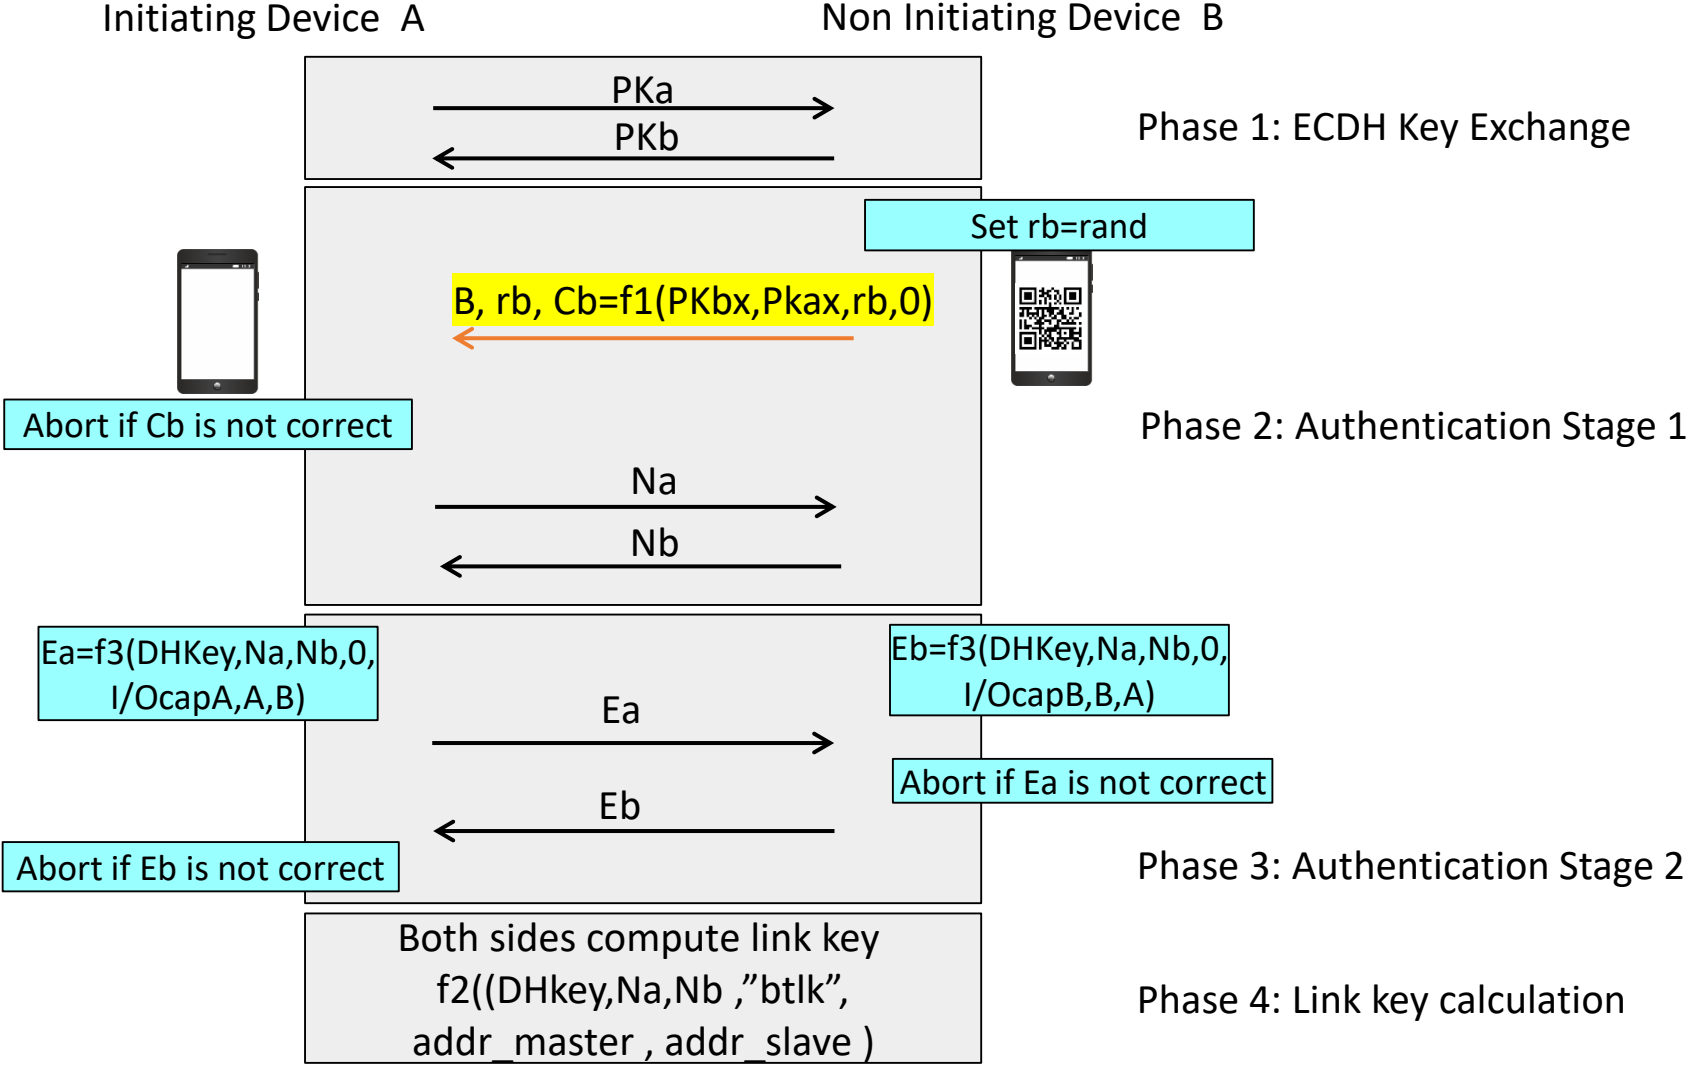 Initiating Device  A
Non Initiating Device  B
PKa
PKb
Phase 1: ECDH Key Exchange
Set rb=rand
B, rb, Cb=f1(PKbx,Pkax,rb,0)
Abort if Cb is not correct
Phase 2: Authentication Stage 1
Na
Nb
Ea=f3(DHKey,Na,Nb,0,
I/OcapA,A,B)
Eb=f3(DHKey,Na,Nb,0,
I/OcapB,B,A)
Ea
Abort if Ea is not correct
Eb
Abort if Eb is not correct
Phase 3: Authentication Stage 2
Both sides compute link key
f2((DHkey,Na,Nb ,”btlk”,
addr_master , addr_slave )
Phase 4: Link key calculation